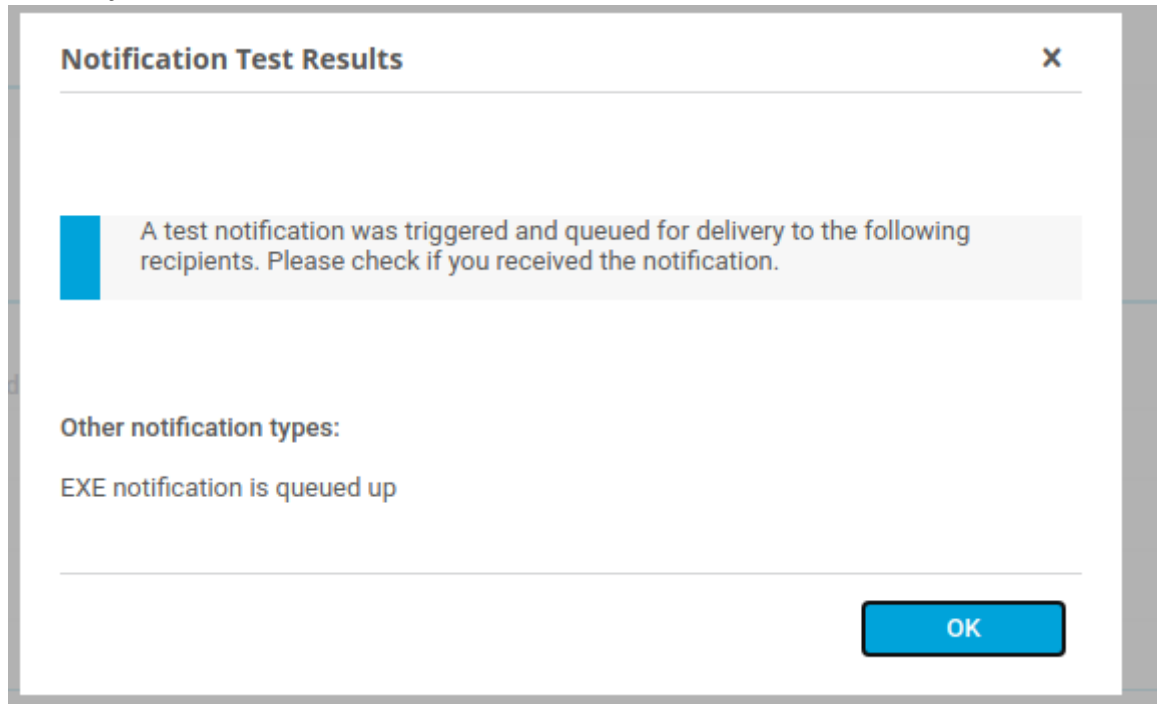 Notification Test Results
A test notification was triggered and queued for delivery to the following
recipients. Please check if you received the notification.
Other notification types:
EXE notification is queued up
OK